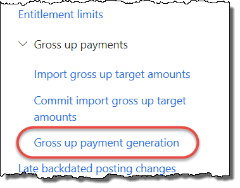 Entitlement limits
Gross up payments
Import gross up target amounts
Commit import gross up target
amounts
Gross up payment generation
Late backdated posting changes